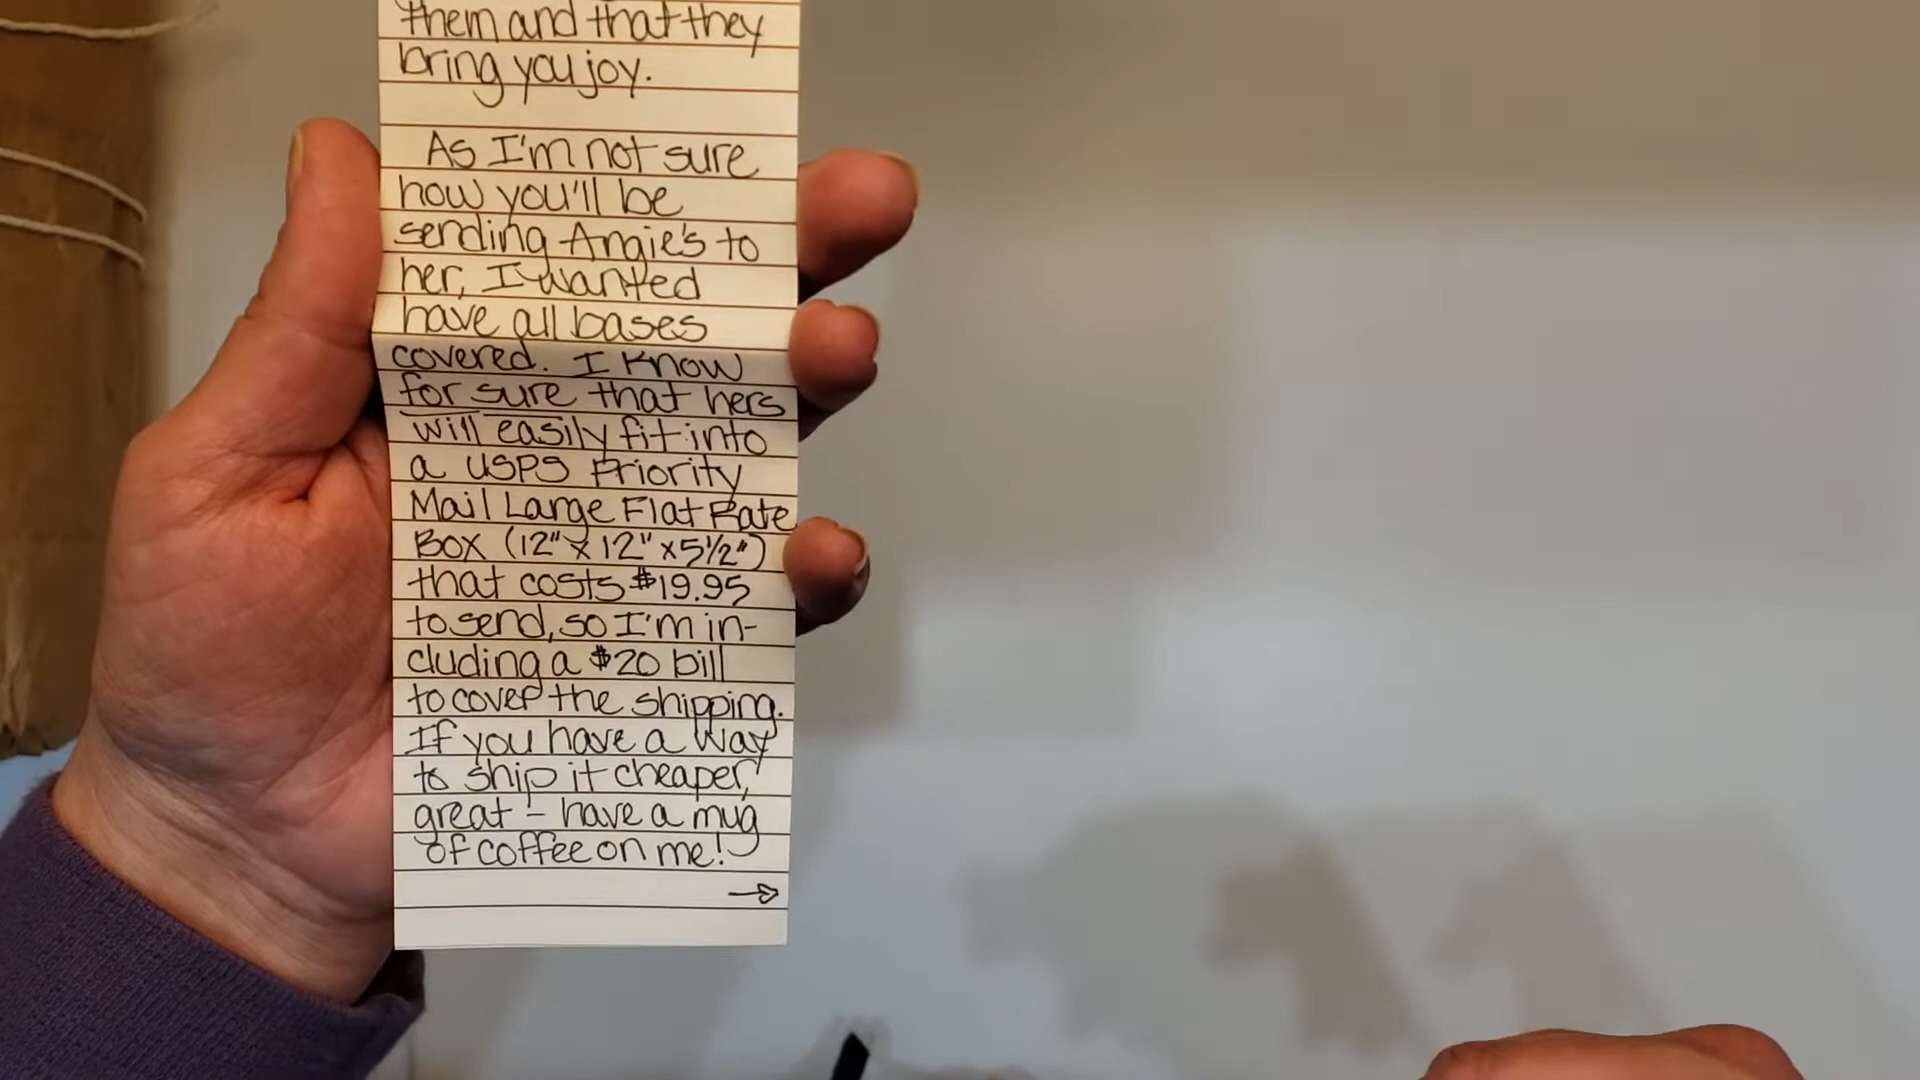 them and that they
bring you joy.
As I'm not sure
how you'll be
sending Angie's to
her, I wanted
have all bases
covered. I know
for sure that hers
will easily fit into
a USPS Priority
Mail Large Flat Rate
Box (12" x 12" x 5½")
that costs $19.95
to send, so I'm in-
cluding a $20 bill
to cover the shipping.
If you have a way
to ship it cheaper,
great - have a mug
of coffee on me!
→